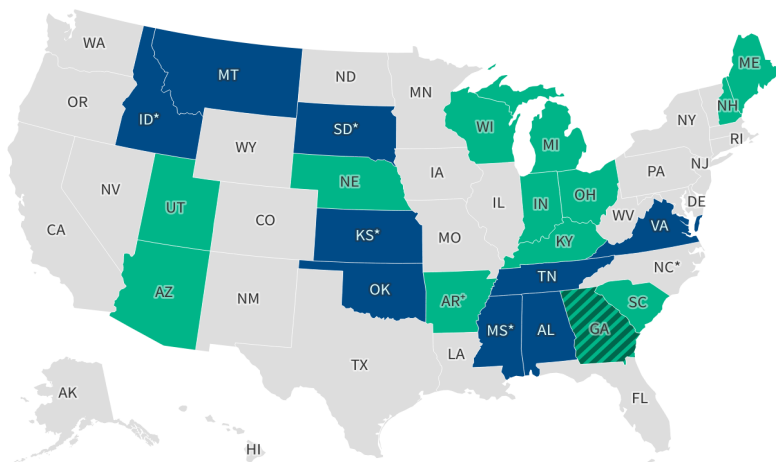 WA
MT
ND
MN
ME
OR
ID*
SD*
WI
MI
NH
NY
RI
WY
NE
IA
PA
NJ
NV
UT
CO
IL
IN
OH
WV
DE
CA
KS*
MO
KY
VA
AZ
NM
OK
AR*
TN
NC*
SC
MS*
AL
GA
TX
LA
FL
AK
HI